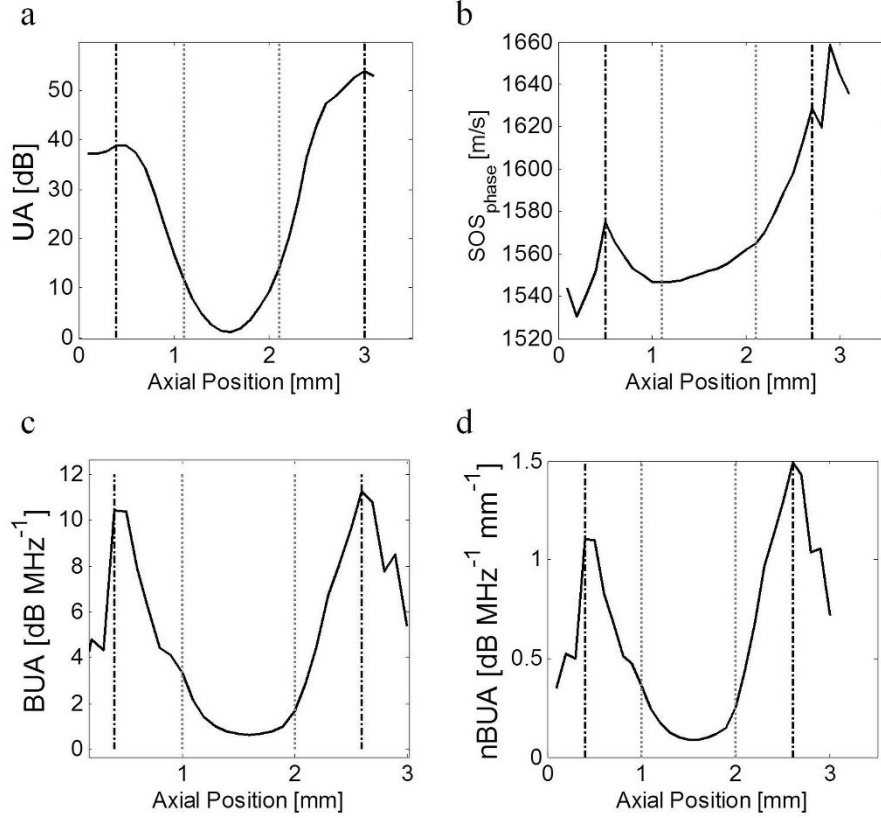 a
UA [dB]
50
40
30
20
10
0
0 1 2 3
Axial Position [mm]
b
SOS_phase [m/s]
1660
1640
1620
1600
1580
1560
1540
1520
0 1 2 3
Axial Position [mm]
c
BUA [dB MHz⁻¹]
12
10
8
6
4
2
0
1 2 3
Axial Position [mm]
d
nBUA [dB MHz⁻¹ mm⁻¹]
1.5
1
0.5
0
0 1 2 3
Axial Position [mm]